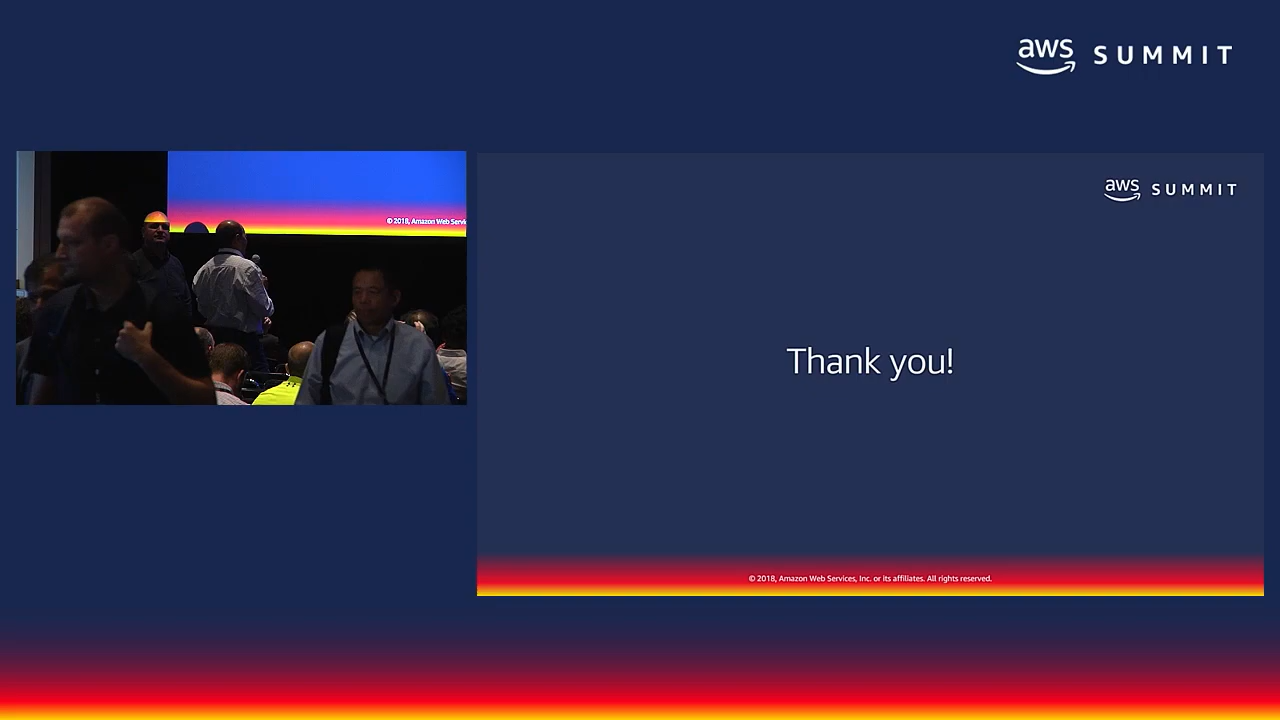 aws SUMMIT
© 2018, Amazon Web Servic
aws SUMMIT
Thank you!
© 2018, Amazon Web Services, Inc. or its affiliates. All rights reserved.